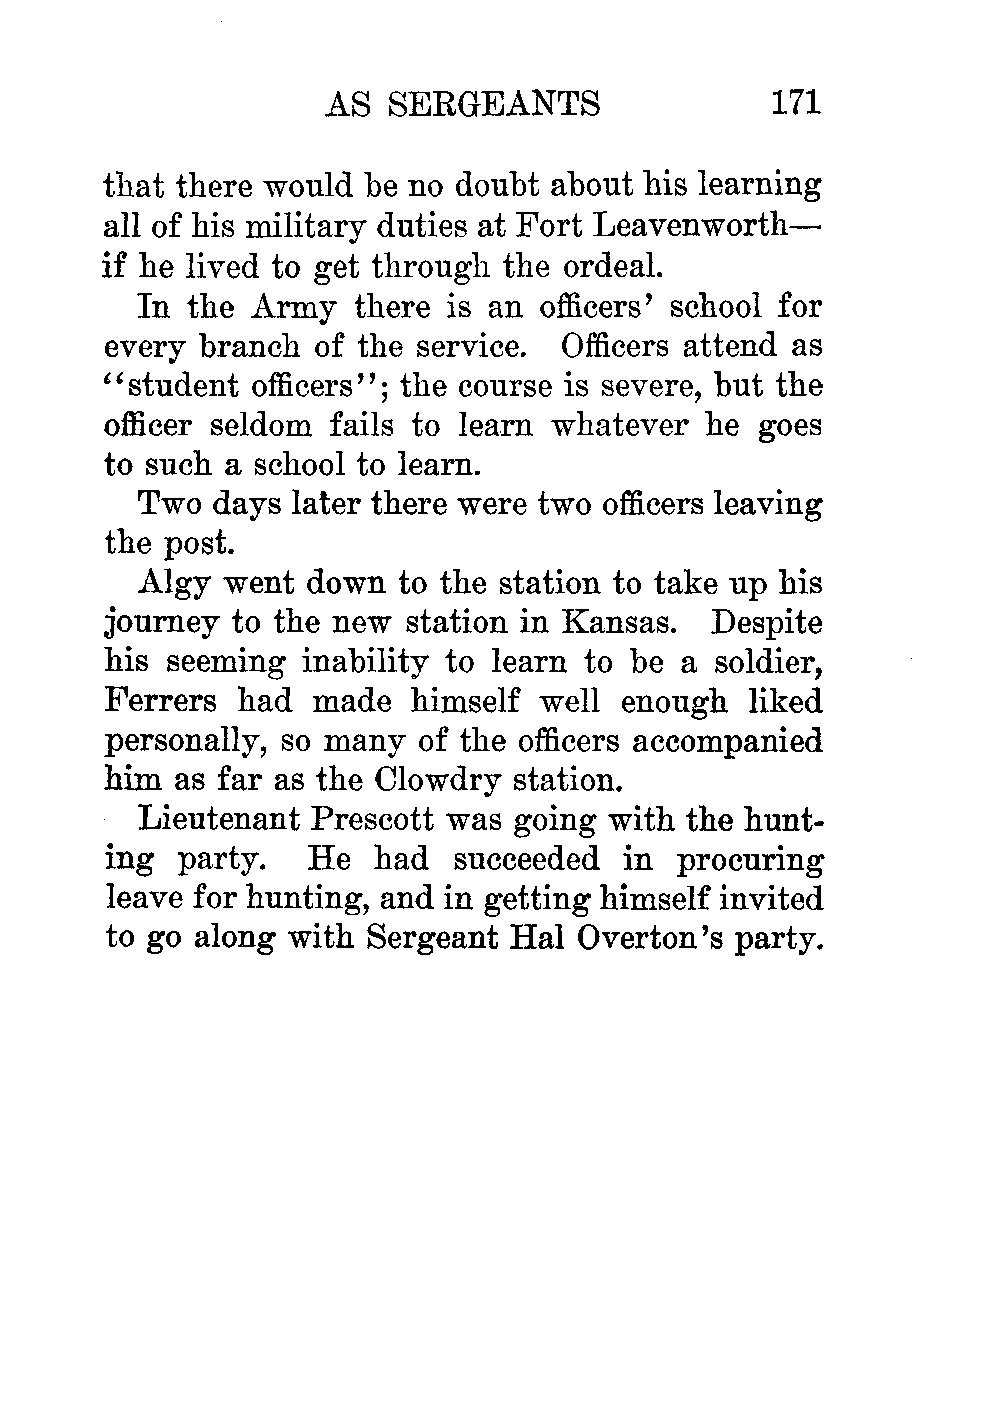 AS SERGEANTS 171
that there would be no doubt about his learning
all of his military duties at Fort Leavenworth—
if he lived to get through the ordeal.
In the Army there is an officers' school for
every branch of the service. Officers attend as
"student officers"; the course is severe, but the
officer seldom fails to learn whatever he goes
to such a school to learn.
Two days later there were two officers leaving
the post.
Algy went down to the station to take up his
journey to the new station in Kansas. Despite
his seeming inability to learn to be a soldier,
Ferrers had made himself well enough liked
personally, so many of the officers accompanied
him as far as the Clowdry station.
Lieutenant Prescott was going with the hunt-
ing party. He had succeeded in procuring
leave for hunting, and in getting himself invited
to go along with Sergeant Hal Overton's party.